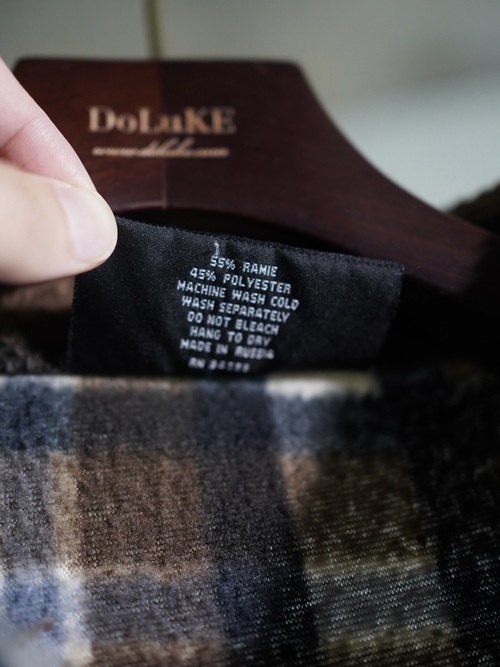 DoLuKE
55% RAMIE
45% POLYESTER
MACHINE WASH COLD
WASH SEPARATELY
DO NOT BLEACH
HANG TO DRY
MADE IN RUSSIA
RN